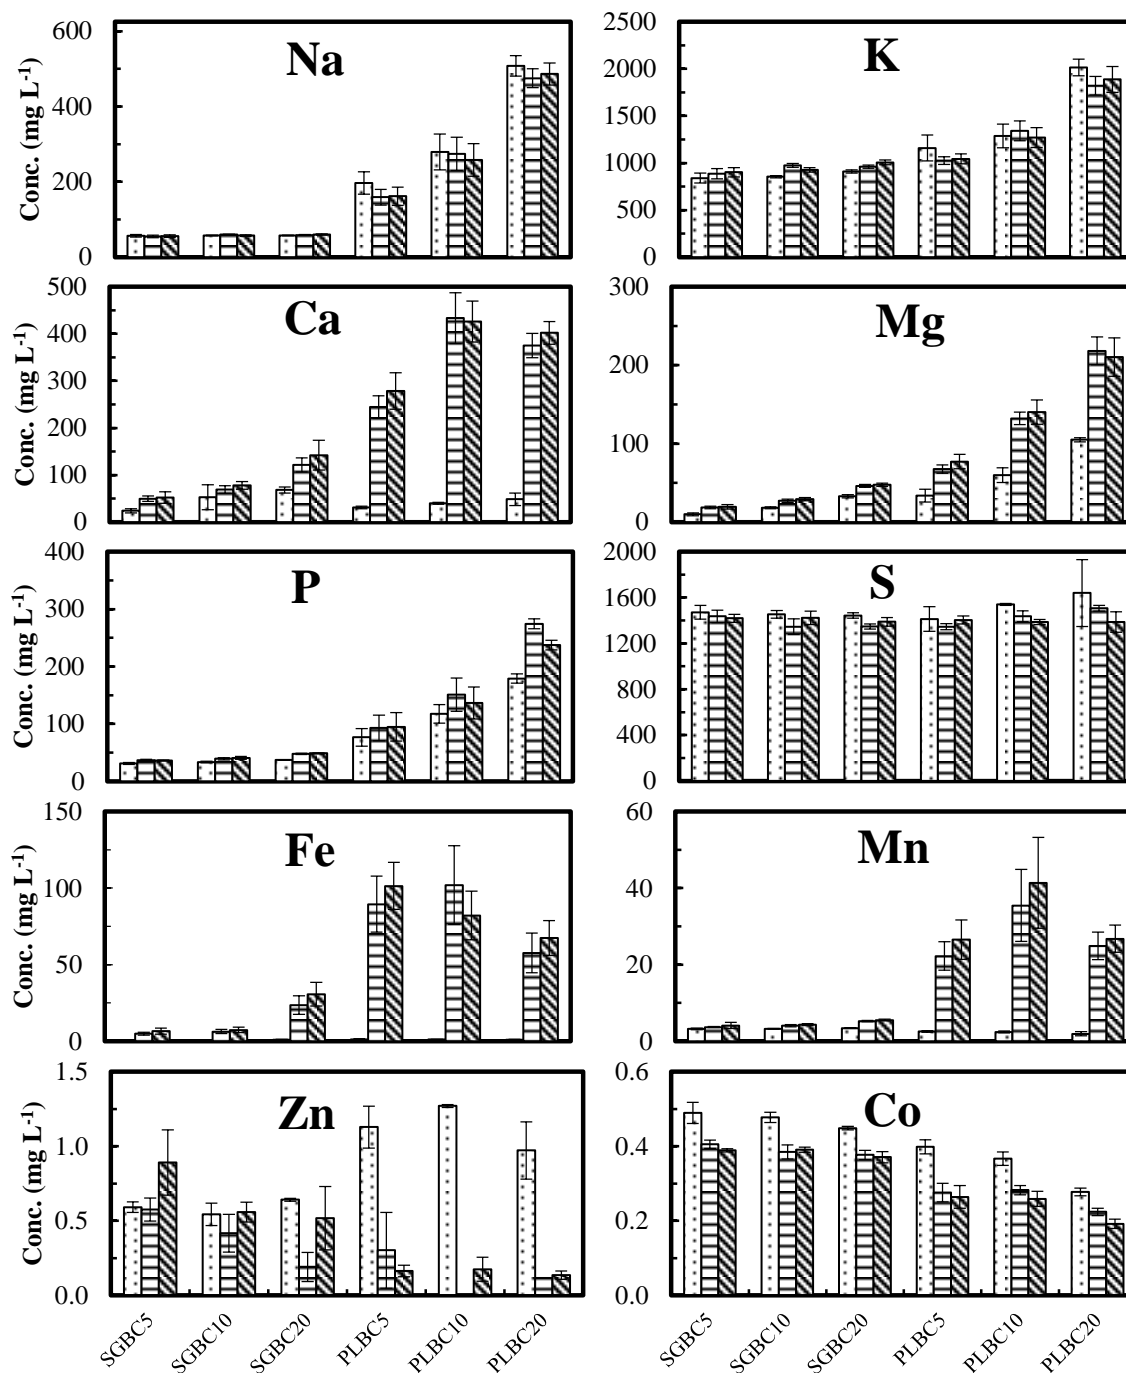 Na
Conc. (mg L-1)
600
400
200
0
K
2500
2000
1500
1000
500
0
Ca
Conc. (mg L-1)
500
400
300
200
100
0
Mg
300
200
100
0
P
Conc. (mg L-1)
400
300
200
100
0
S
2000
1600
1200
800
400
0
Fe
Conc. (mg L-1)
150
100
50
0
Mn
60
40
20
0
Zn
Conc. (mg L-1)
1.5
1.0
0.5
0.0
Co
0.6
0.4
0.2
0.0
SGBC5
SGBC10
SGBC20
PLBC5
PLBC10
PLBC20
SGBC5
SGBC10
SGBC20
PLBC5
PLBC10
PLBC20